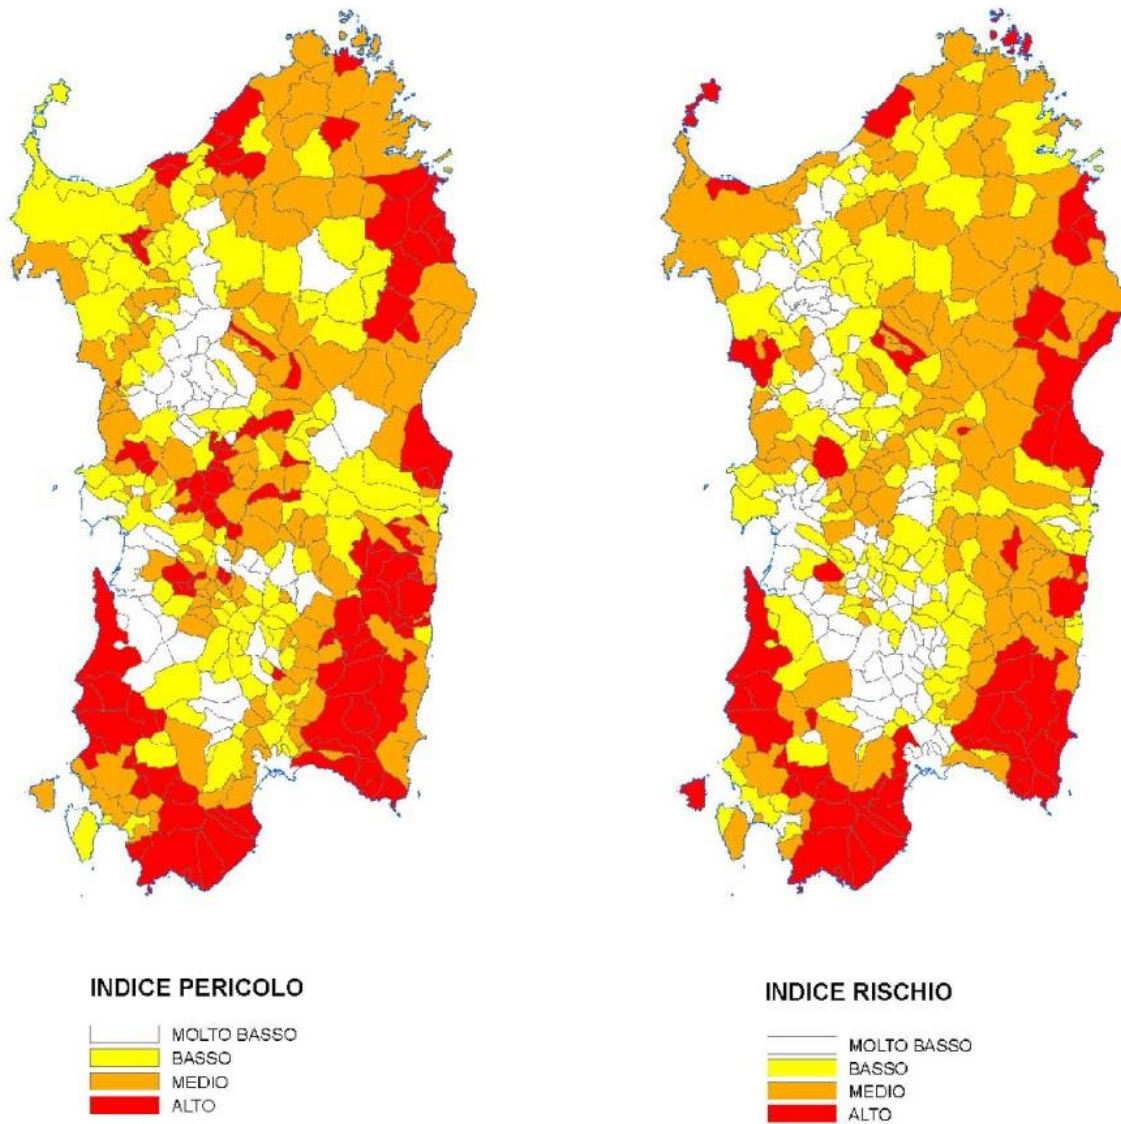 INDICE PERICOLO
MOLTO BASSO
BASSO
MEDIO
ALTO
INDICE RISCHIO
MOLTO BASSO
BASSO
MEDIO
ALTO